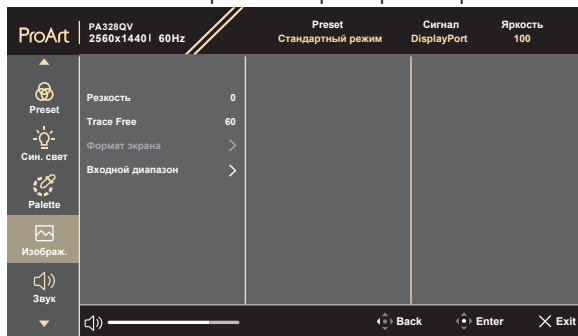 ProArt
PA328QV
2560x1440 60Hz
Preset
Стандартный режим
Сигнал
DisplayPort
Яркость
100
Preset
Син. свет
Palette
Изображ.
Звук
Резкость 0
Trace Free 60
Формат экрана
Входной диапазон
Back
Enter
Exit